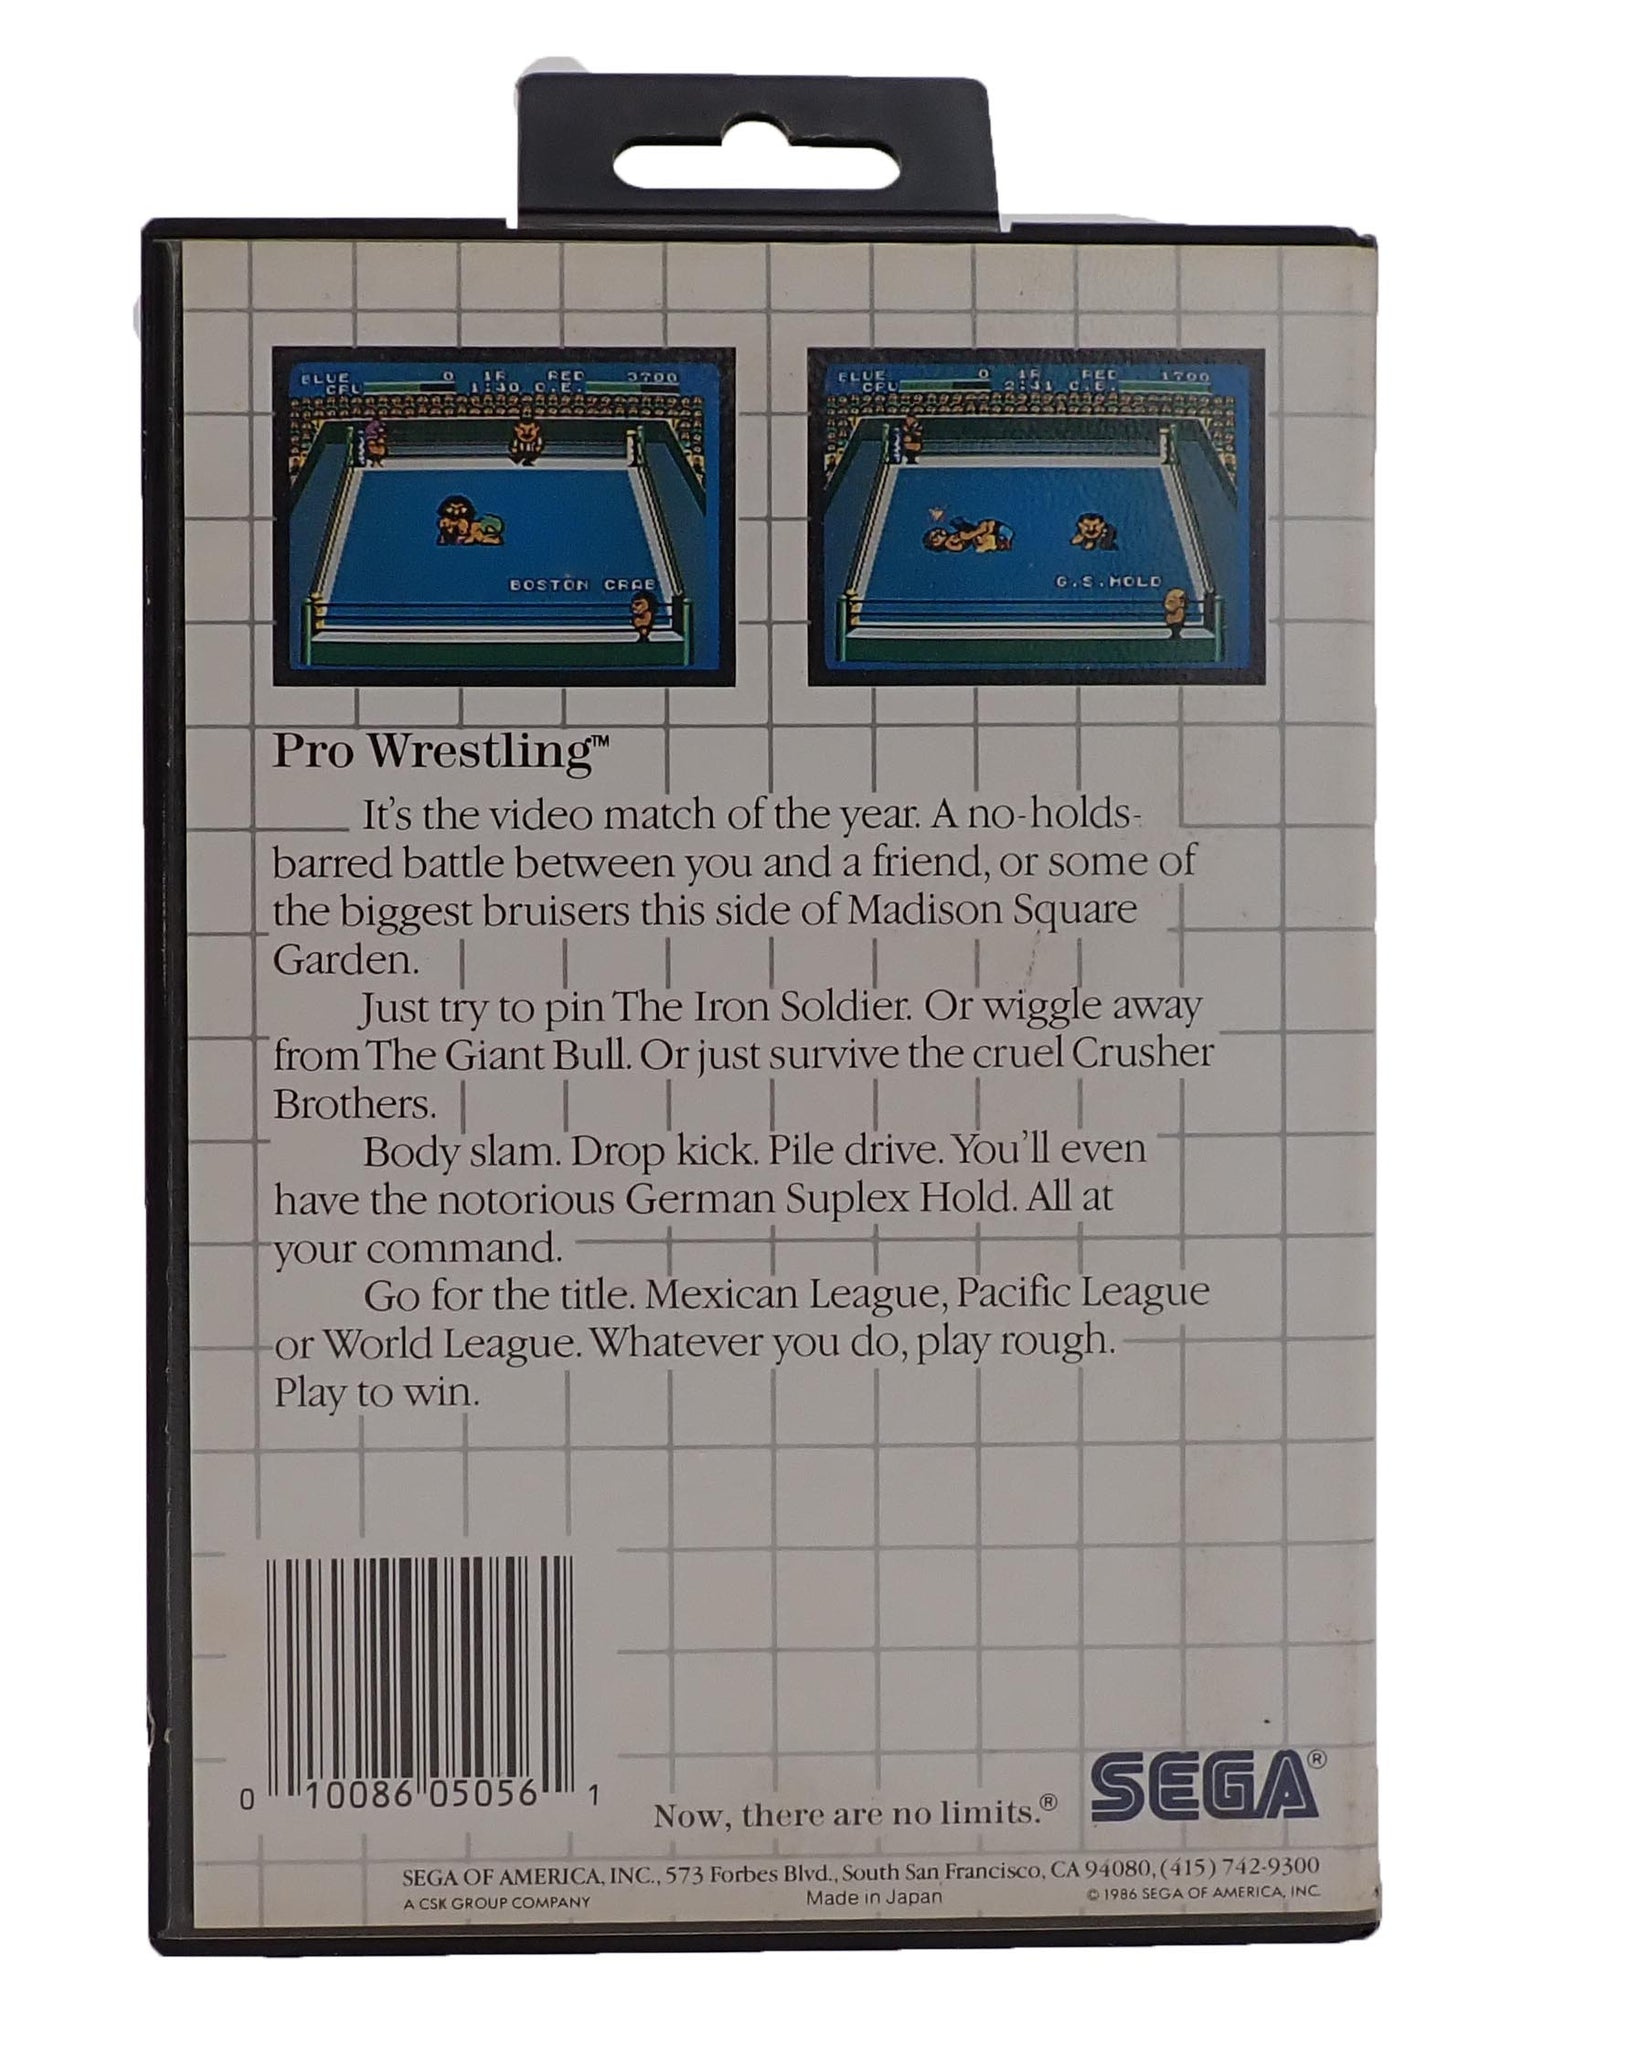 BLUE 0 1R RED 3700
CPU 1:30 O.E.
BOSTON CRAB
BLUE 0 1R RED 1700
CPU 2:31 O.E.
G.S.HOLD
Pro Wrestling™
It's the video match of the year. A no-holds-
barred battle between you and a friend, or some of
the biggest bruisers this side of Madison Square
Garden.
Just try to pin The Iron Soldier. Or wiggle away
from The Giant Bull. Or just survive the cruel Crusher
Brothers.
Body slam. Drop kick. Pile drive. You'll even
have the notorious German Suplex Hold. All at
your command.
Go for the title. Mexican League, Pacific League
or World League. Whatever you do, play rough.
Play to win.
0 10086 05056 1
Now, there are no limits.® SEGA®
SEGA OF AMERICA, INC., 573 Forbes Blvd., South San Francisco, CA 94080, (415) 742-9300
A CSK GROUP COMPANY Made in Japan © 1986 SEGA OF AMERICA, INC.